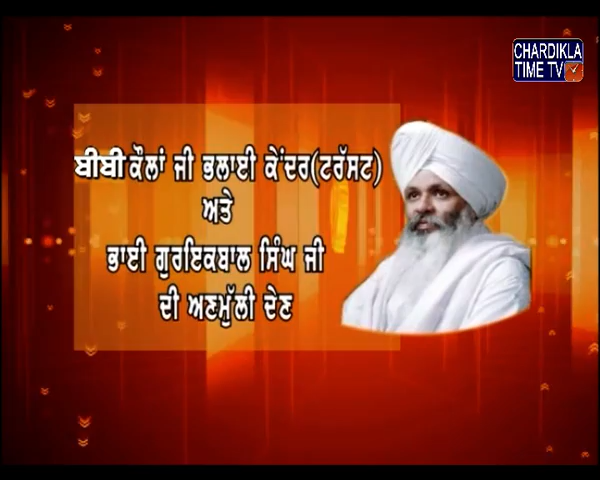 CHARDIKLA
TIME TV
ਬੀਬੀ ਕੌਲਾਂ ਜੀ ਭਲਾਈ ਕੇਂਦਰ(ਟਰੱਸਟ)
ਅਤੇ
ਭਾਈ ਗੁਰਇਕਬਾਲ ਸਿੰਘ ਜੀ
ਦੀ ਅਣਮੁੱਲੀ ਦੇਣ